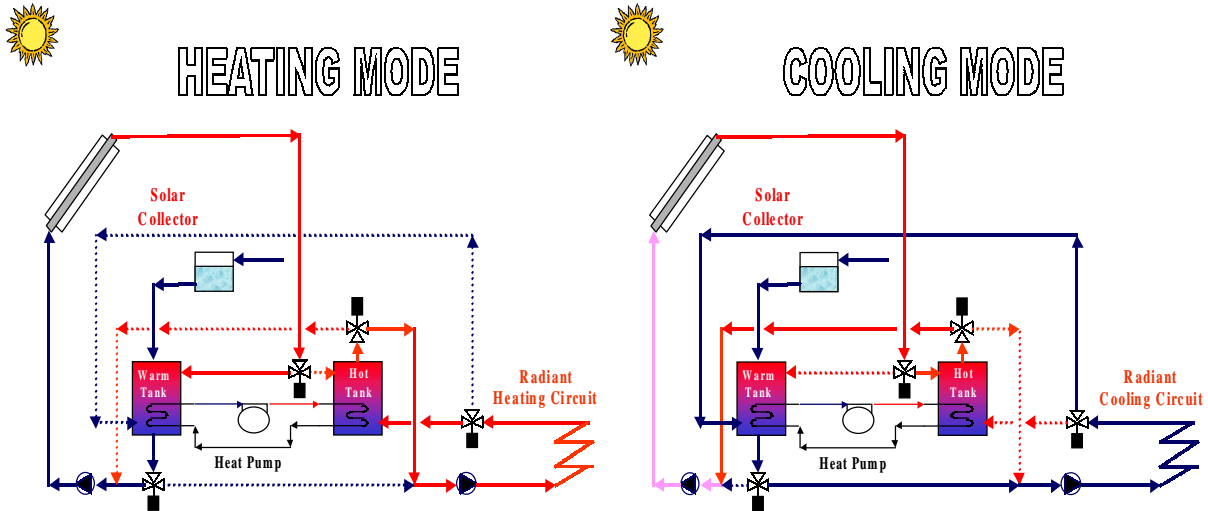 HEATING MODE
Solar
Collector
Warm
Tank
Hot
Tank
Radiant
Heating Circuit
Heat Pump
COOLING MODE
Solar
Collector
Warm
Tank
Hot
Tank
Radiant
Cooling Circuit
Heat Pump